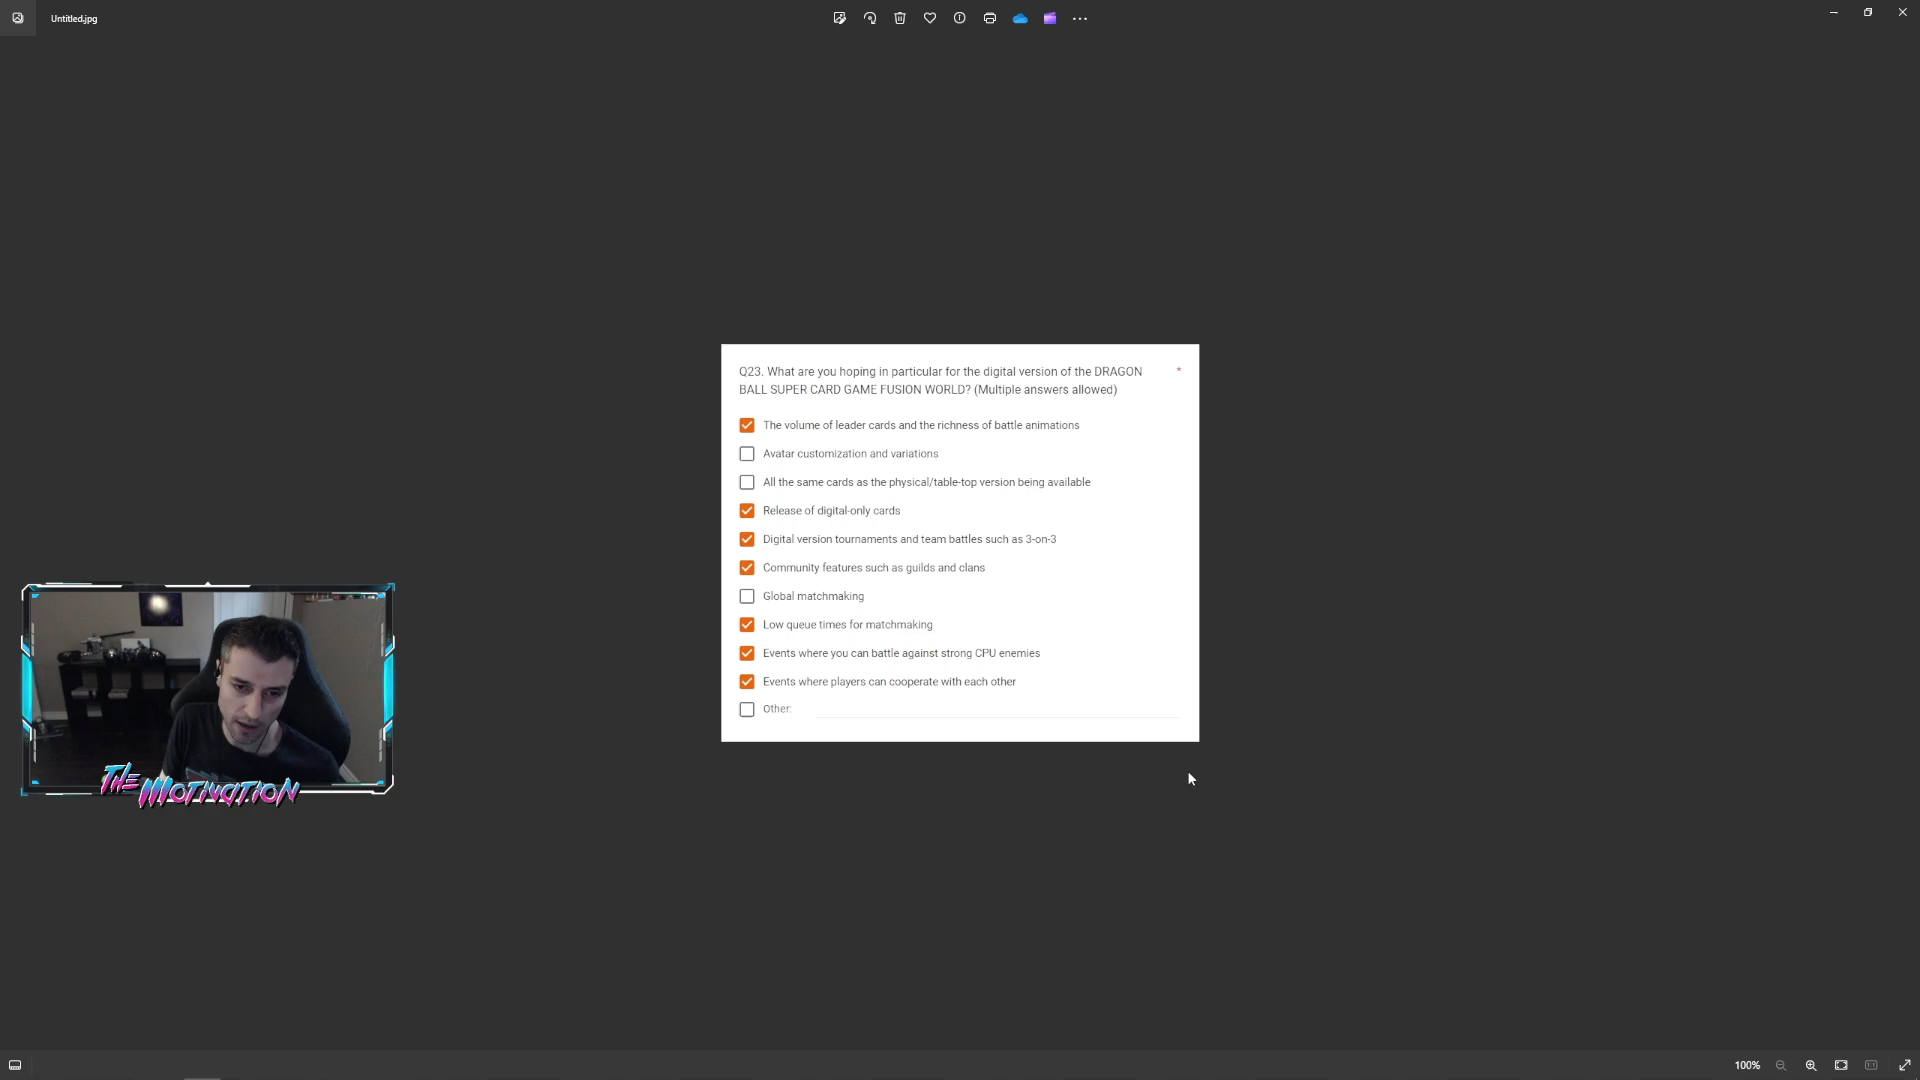 Untitled.jpg
Q23. What are you hoping in particular for the digital version of the DRAGON *
BALL SUPER CARD GAME FUSION WORLD? (Multiple answers allowed)
The volume of leader cards and the richness of battle animations
Avatar customization and variations
All the same cards as the physical/table-top version being available
Release of digital-only cards
Digital version tournaments and team battles such as 3-on-3
Community features such as guilds and clans
Global matchmaking
Low queue times for matchmaking
Events where you can battle against strong CPU enemies
Events where players can cooperate with each other
Other:
THE MOTIVATION
100%